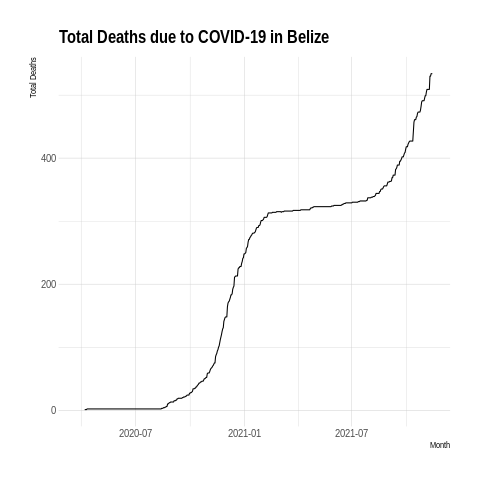 Total Deaths due to COVID-19 in Belize
Total Deaths
400
200
0
2020-07
2021-01
2021-07
Month